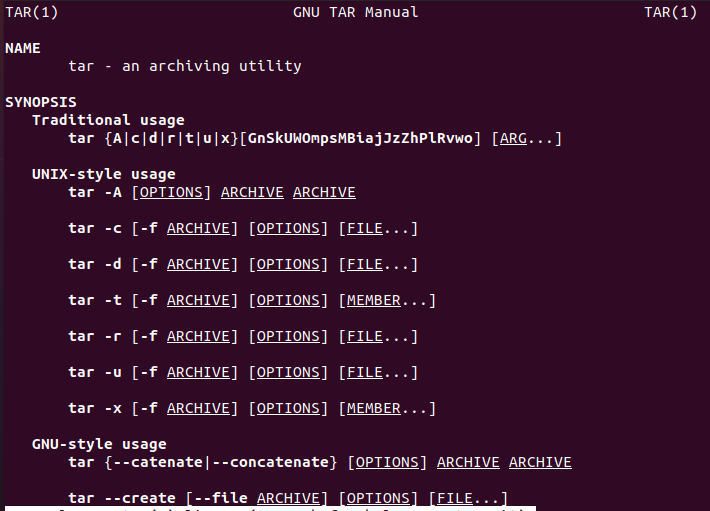 TAR(1) GNU TAR Manual TAR(1)
NAME
tar - an archiving utility
SYNOPSIS
Traditional usage
tar {A|c|d|r|t|u|x}[GnSkUWOmpsMBiajJzZhPlRvwo] [ARG...]
UNIX-style usage
tar -A [OPTIONS] ARCHIVE ARCHIVE
tar -c [-f ARCHIVE] [OPTIONS] [FILE...]
tar -d [-f ARCHIVE] [OPTIONS] [FILE...]
tar -t [-f ARCHIVE] [OPTIONS] [MEMBER...]
tar -r [-f ARCHIVE] [OPTIONS] [FILE...]
tar -u [-f ARCHIVE] [OPTIONS] [FILE...]
tar -x [-f ARCHIVE] [OPTIONS] [MEMBER...]
GNU-style usage
tar {--catenate|--concatenate} [OPTIONS] ARCHIVE ARCHIVE
tar --create [--file ARCHIVE] [OPTIONS] [FILE...]